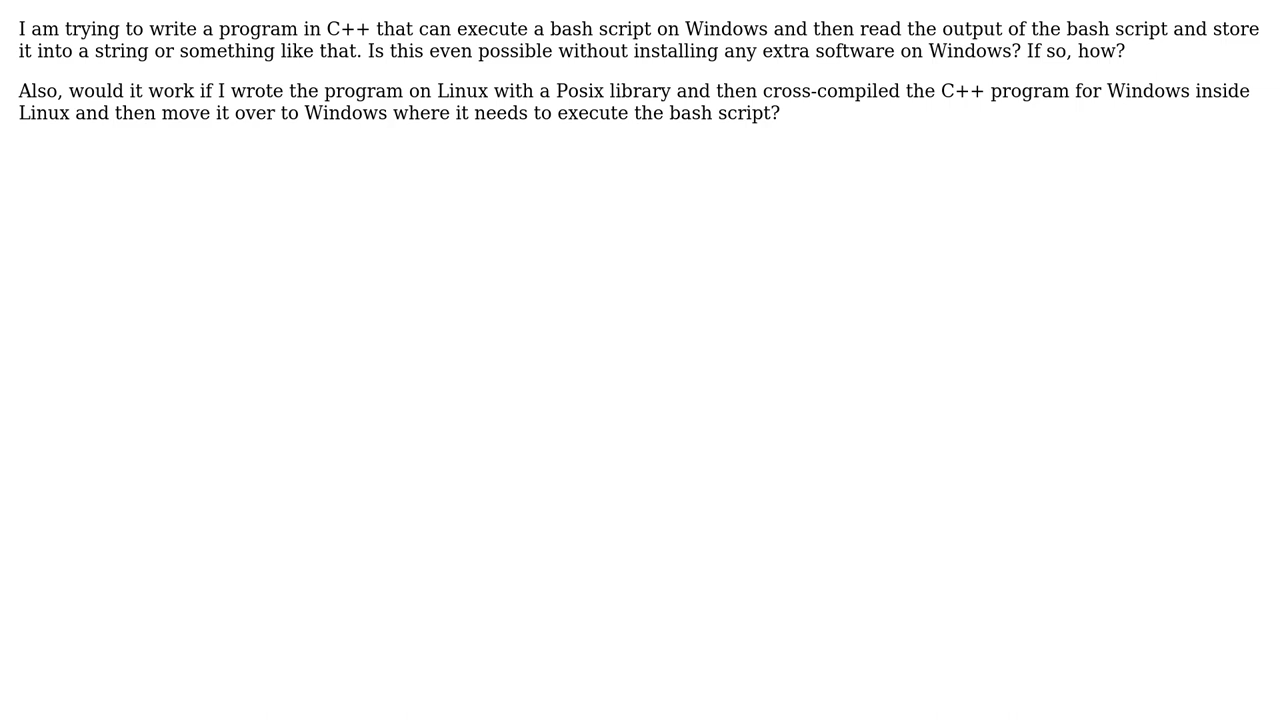 I am trying to write a program in C++ that can execute a bash script on Windows and then read the output of the bash script and store
it into a string or something like that. Is this even possible without installing any extra software on Windows? If so, how?
Also, would it work if I wrote the program on Linux with a Posix library and then cross-compiled the C++ program for Windows inside
Linux and then move it over to Windows where it needs to execute the bash script?